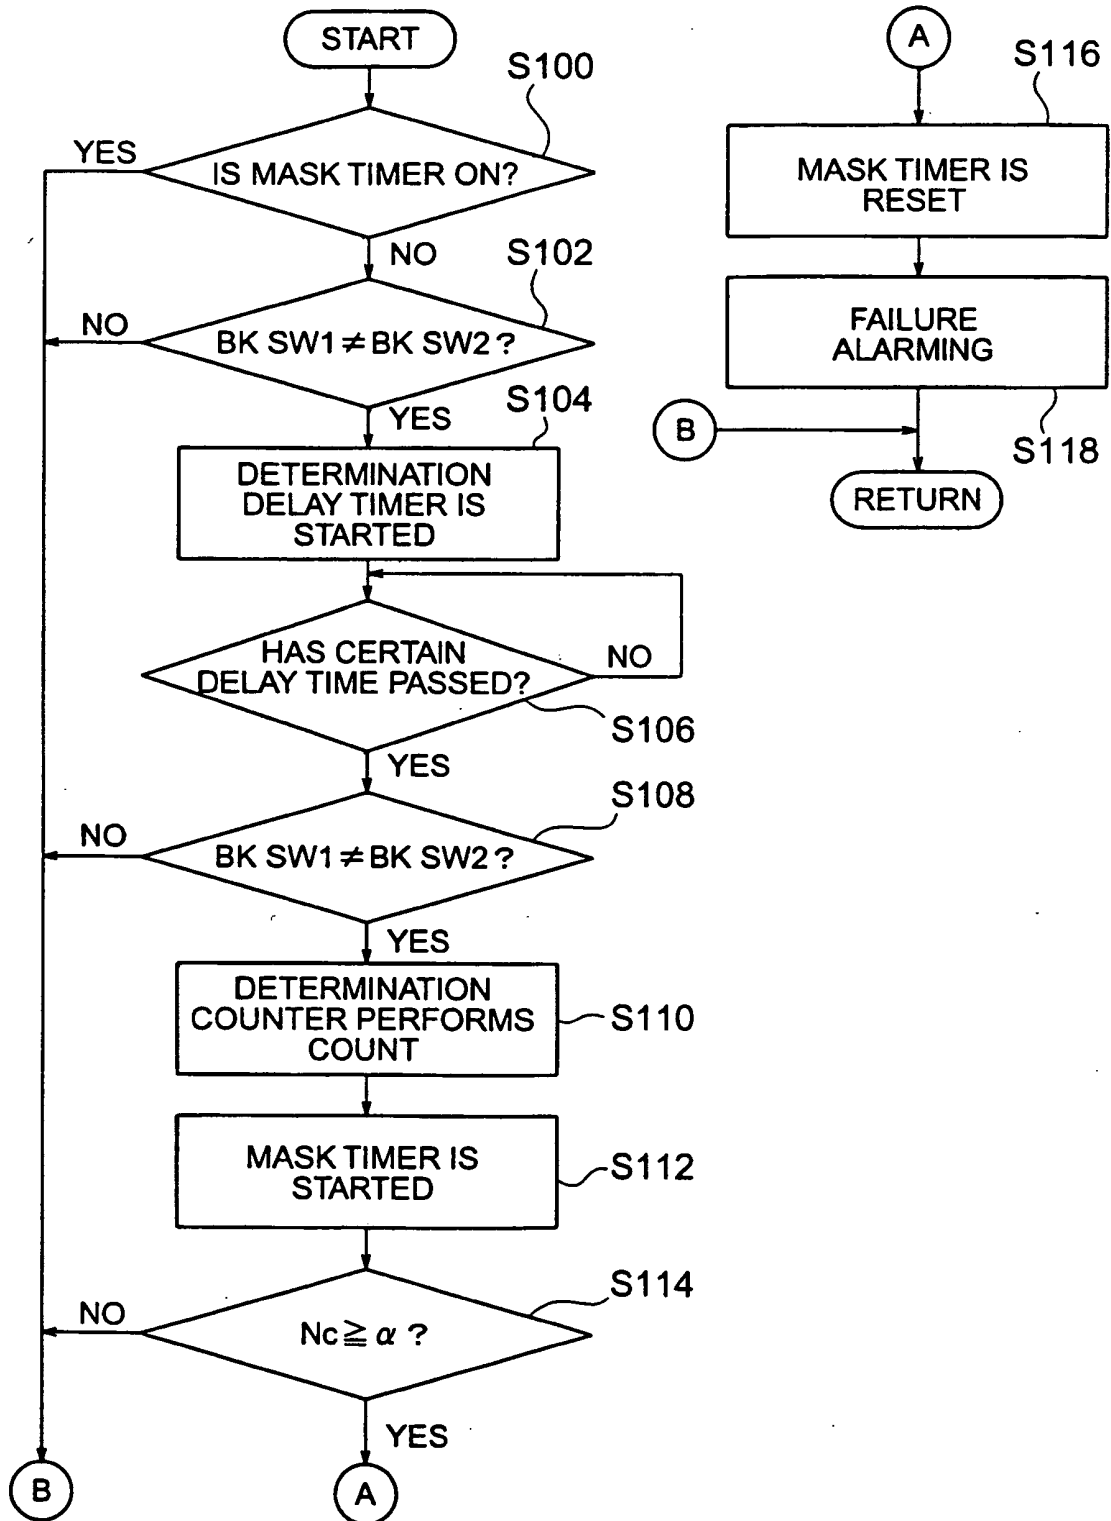 START
S100
YES
IS MASK TIMER ON?
NO
S102
NO
BK SW1≠BK SW2 ?
YES
S104
DETERMINATION
DELAY TIMER IS
STARTED
HAS CERTAIN
DELAY TIME PASSED?
NO
S106
YES
S108
NO
BK SW1≠BK SW2 ?
YES
DETERMINATION
COUNTER PERFORMS
COUNT
S110
MASK TIMER IS
STARTED
S112
S114
NO
Nc≧α ?
YES
B
A
A
S116
MASK TIMER IS
RESET
FAILURE
ALARMING
B
S118
RETURN